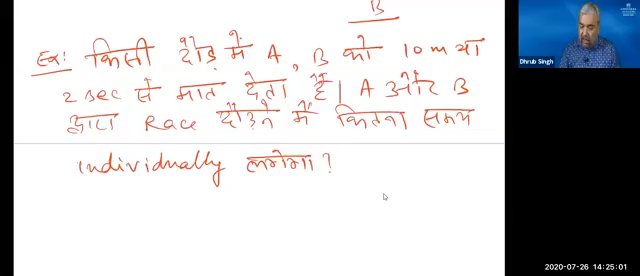 B
Ex: किसी दौड़ में A, B को 10 m या
2 sec से मात देता है। A और B
द्वारा Race दौड़ने में कितना समय
individually लगेगा?
Dhrub Singh
2020-07-26 14:25:01